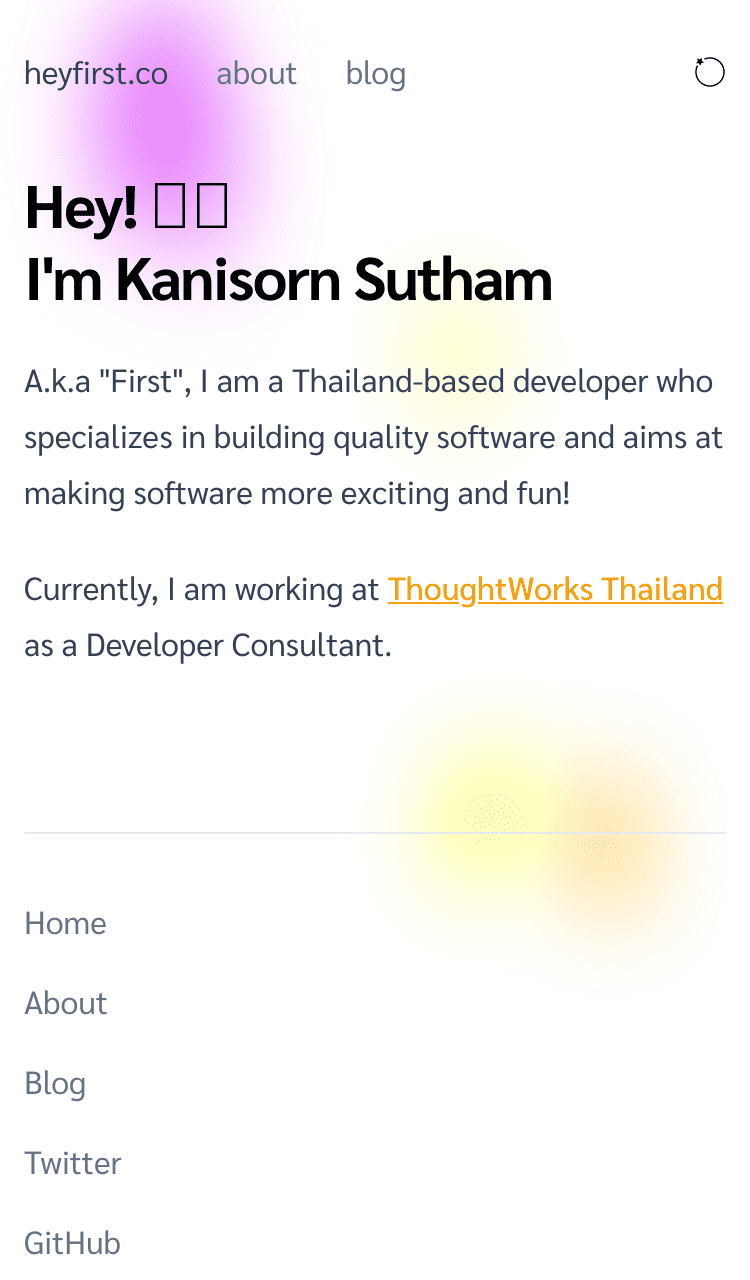 heyfirst.co about blog
Hey!
I'm Kanisorn Sutham
A.k.a "First", I am a Thailand-based developer who
specializes in building quality software and aims at
making software more exciting and fun!
Currently, I am working at ThoughtWorks Thailand
as a Developer Consultant.
Home
About
Blog
Twitter
GitHub